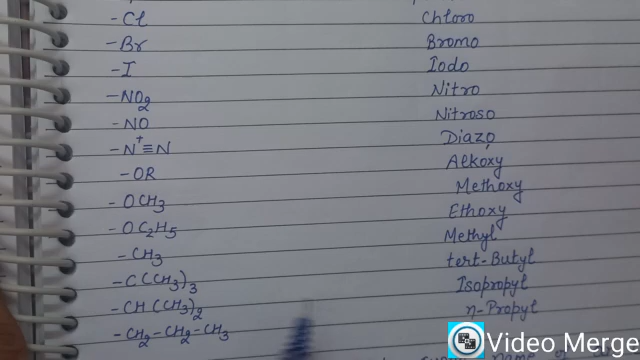 -Cl Chloro
-Br Bromo
-I Iodo
-NO2 Nitro
-NO Nitroso
-N+≡N Diazo
-OR Alkoxy
-OCH3 Methoxy
-OC2H5 Ethoxy
-CH3 Methyl
-C(CH3)3 tert-Butyl
-CH(CH3)2 Isopropyl
-CH2-CH2-CH3 n-Propyl
Video Merge
name